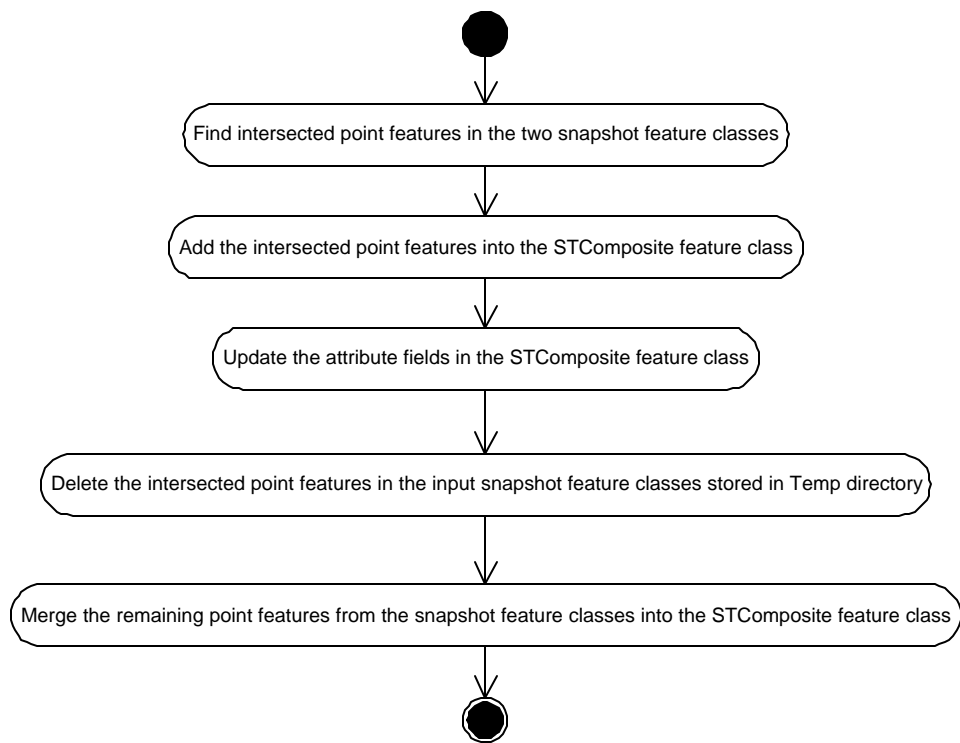 Find intersected point features in the two snapshot feature classes
Add the intersected point features into the STComposite feature class
Update the attribute fields in the STComposite feature class
Delete the intersected point features in the input snapshot feature classes stored in Temp directory
Merge the remaining point features from the snapshot feature classes into the STComposite feature class